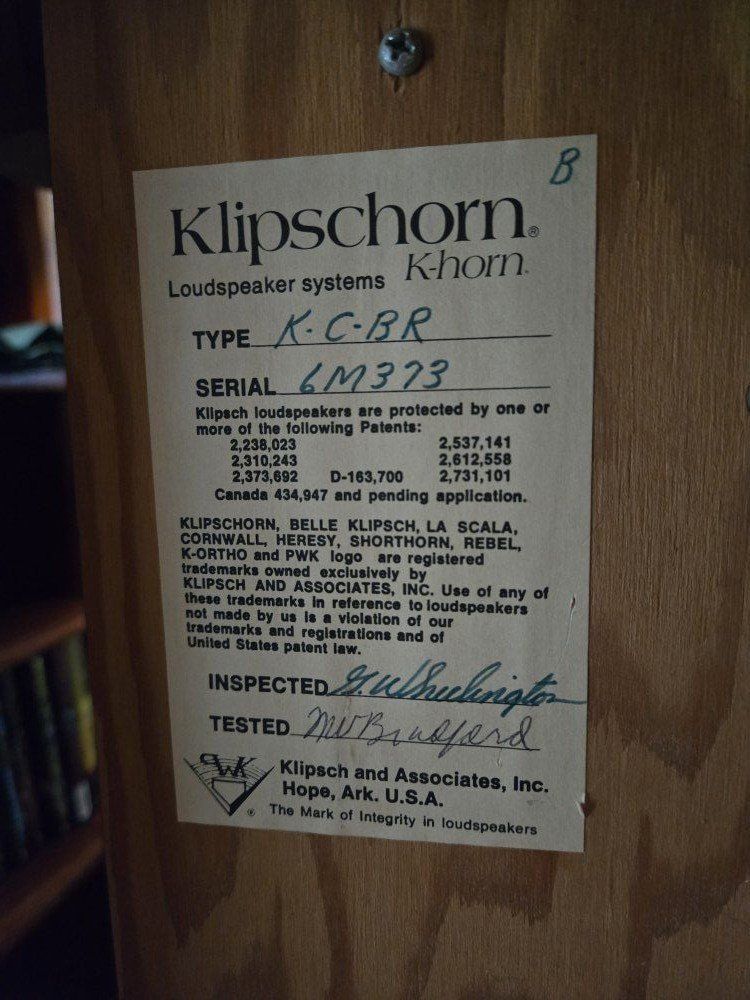 B
Klipschorn®
K-horn™
Loudspeaker systems
TYPE K-C-BR
SERIAL 6M373
Klipsch loudspeakers are protected by one or
more of the following Patents:
2,238,023 2,537,141
2,310,243 2,612,558
2,373,692 D-163,700 2,731,101
Canada 434,947 and pending application.
KLIPSCHORN, BELLE KLIPSCH, LA SCALA,
CORNWALL, HERESY, SHORTHORN, REBEL,
K-ORTHO and PWK logo are registered
trademarks owned exclusively by
KLIPSCH AND ASSOCIATES, INC. Use of any of
these trademarks in reference to loudspeakers
not made by us is a violation of our
trademarks and registrations and of
United States patent law.
INSPECTED
TESTED MW Bradford
PWK ®
Klipsch and Associates, Inc.
Hope, Ark. U.S.A.
The Mark of Integrity in loudspeakers